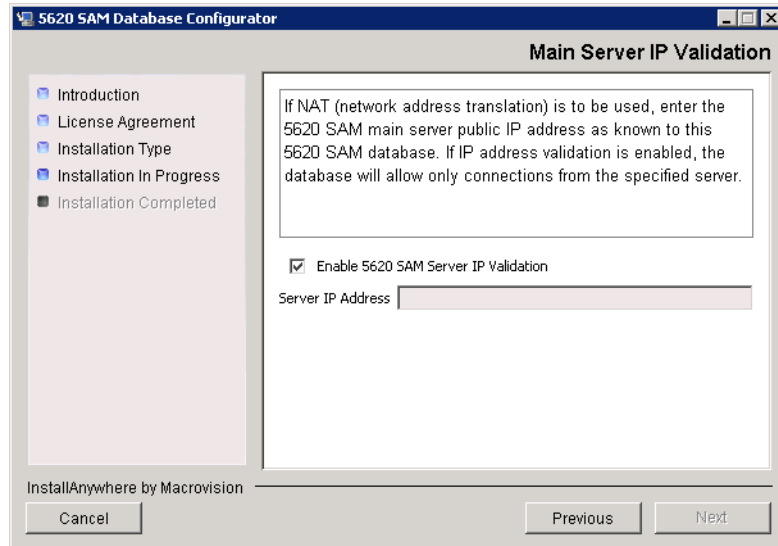 5620 SAM Database Configurator
Main Server IP Validation
Introduction
License Agreement
Installation Type
Installation In Progress
Installation Completed
If NAT (network address translation) is to be used, enter the
5620 SAM main server public IP address as known to this
5620 SAM database. If IP address validation is enabled, the
database will allow only connections from the specified server.
Enable 5620 SAM Server IP Validation
Server IP Address
InstallAnywhere by Macrovision
Cancel
Previous
Next